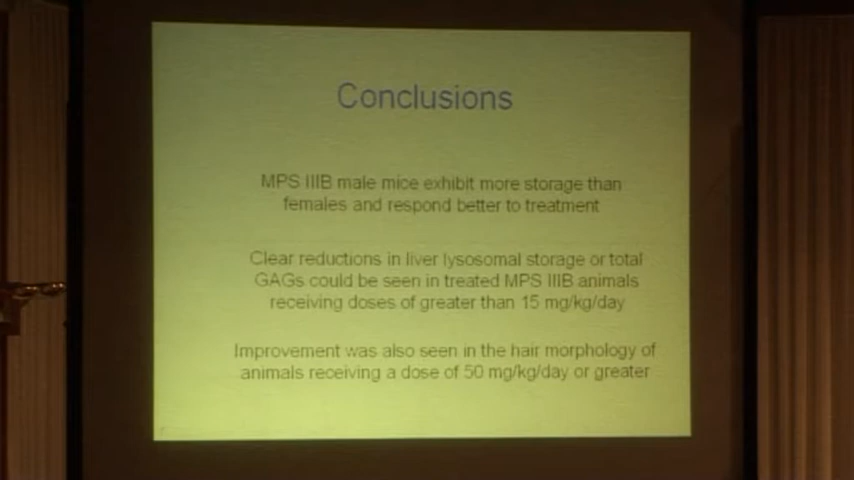 Conclusions
MPS IIIB male mice exhibit more storage than
females and respond better to treatment
Clear reductions in liver lysosomal storage or total
GAGs could be seen in treated MPS IIIB animals
receiving doses of greater than 15 mg/kg/day
Improvement was also seen in the hair morphology of
animals receiving a dose of 50 mg/kg/day or greater